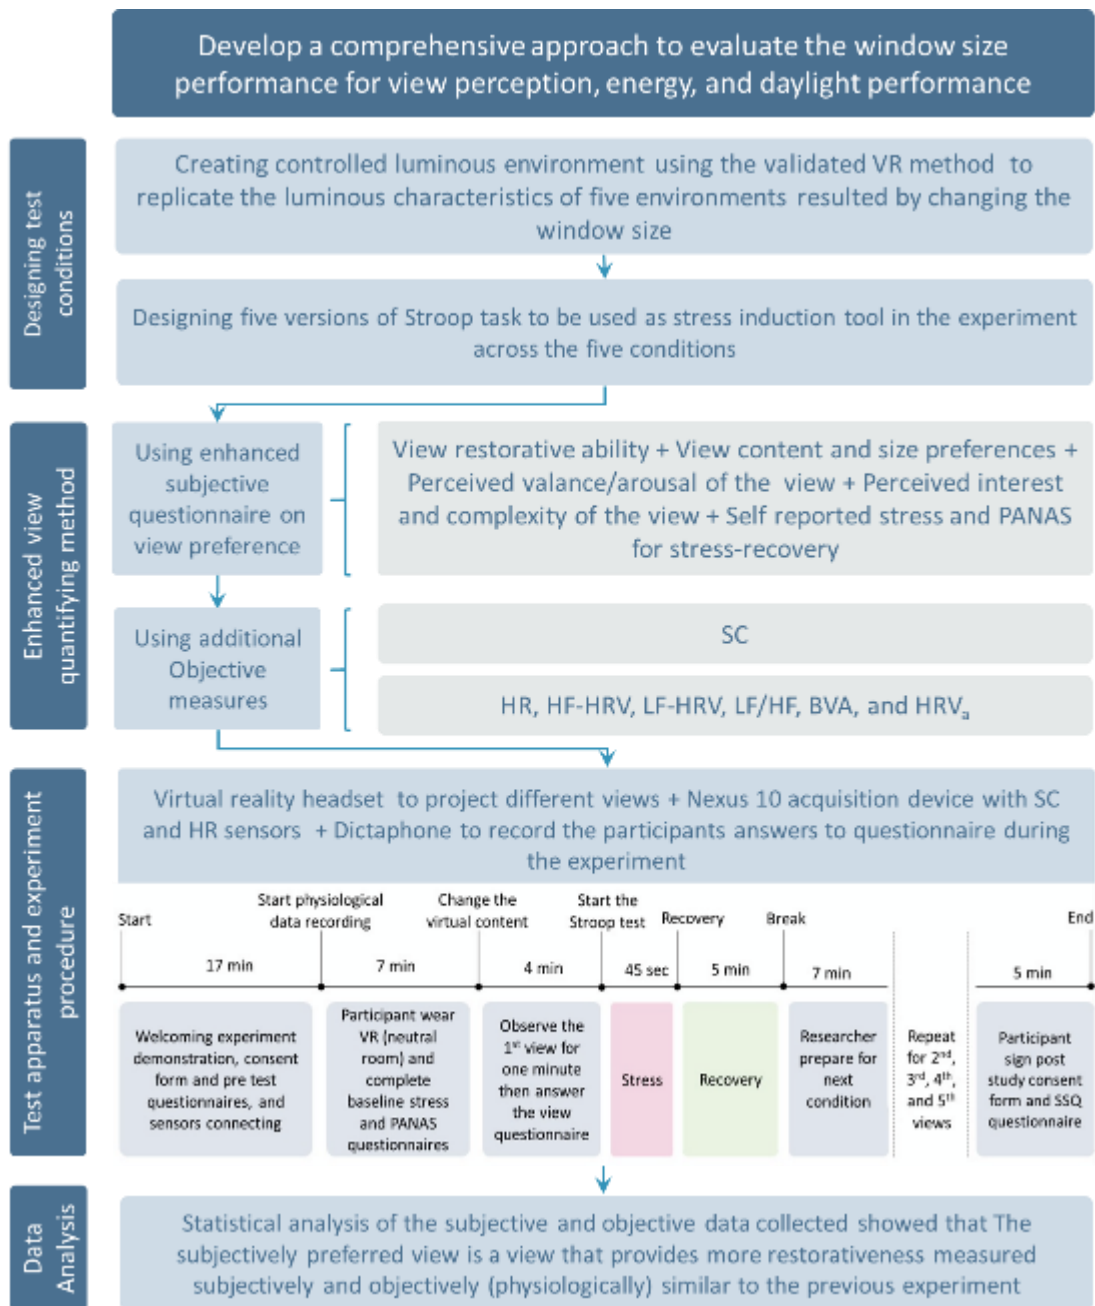 Develop a comprehensive approach to evaluate the window size
performance for view perception, energy, and daylight performance
Designing test
conditions
Creating controlled luminous environment using the validated VR method to
replicate the luminous characteristics of five environments resulted by changing the
window size
Designing five versions of Stroop task to be used as stress induction tool in the experiment
across the five conditions
Enhanced view
quantifying method
Using enhanced
subjective
questionnaire on
view preference
View restorative ability + View content and size preferences +
Perceived valance/arousal of the view + Perceived interest
and complexity of the view + Self reported stress and PANAS
for stress-recovery
Using additional
Objective
measures
SC
HR, HF-HRV, LF-HRV, LF/HF, BVA, and HRVₐ
Test apparatus and experiment
procedure
Virtual reality headset to project different views + Nexus 10 acquisition device with SC
and HR sensors + Dictaphone to record the participants answers to questionnaire during
the experiment
Start
Start physiological
data recording
Change the
virtual content
Start the
Stroop test
Recovery
Break
End
17 min
7 min
4 min
45 sec
5 min
7 min
5 min
Welcoming experiment
demonstration, consent
form and pre test
questionnaires, and
sensors connecting
Participant wear
VR (neutral
room) and
complete
baseline stress
and PANAS
questionnaires
Observe the
1st view for
one minute
then answer
the view
questionnaire
Stress
Recovery
Researcher
prepare for
next
condition
Repeat
for 2nd,
3rd, 4th,
and 5th
views
Participant
sign post
study consent
form and SSQ
questionnaire
Data
Analysis
Statistical analysis of the subjective and objective data collected showed that The
subjectively preferred view is a view that provides more restorativeness measured
subjectively and objectively (physiologically) similar to the previous experiment